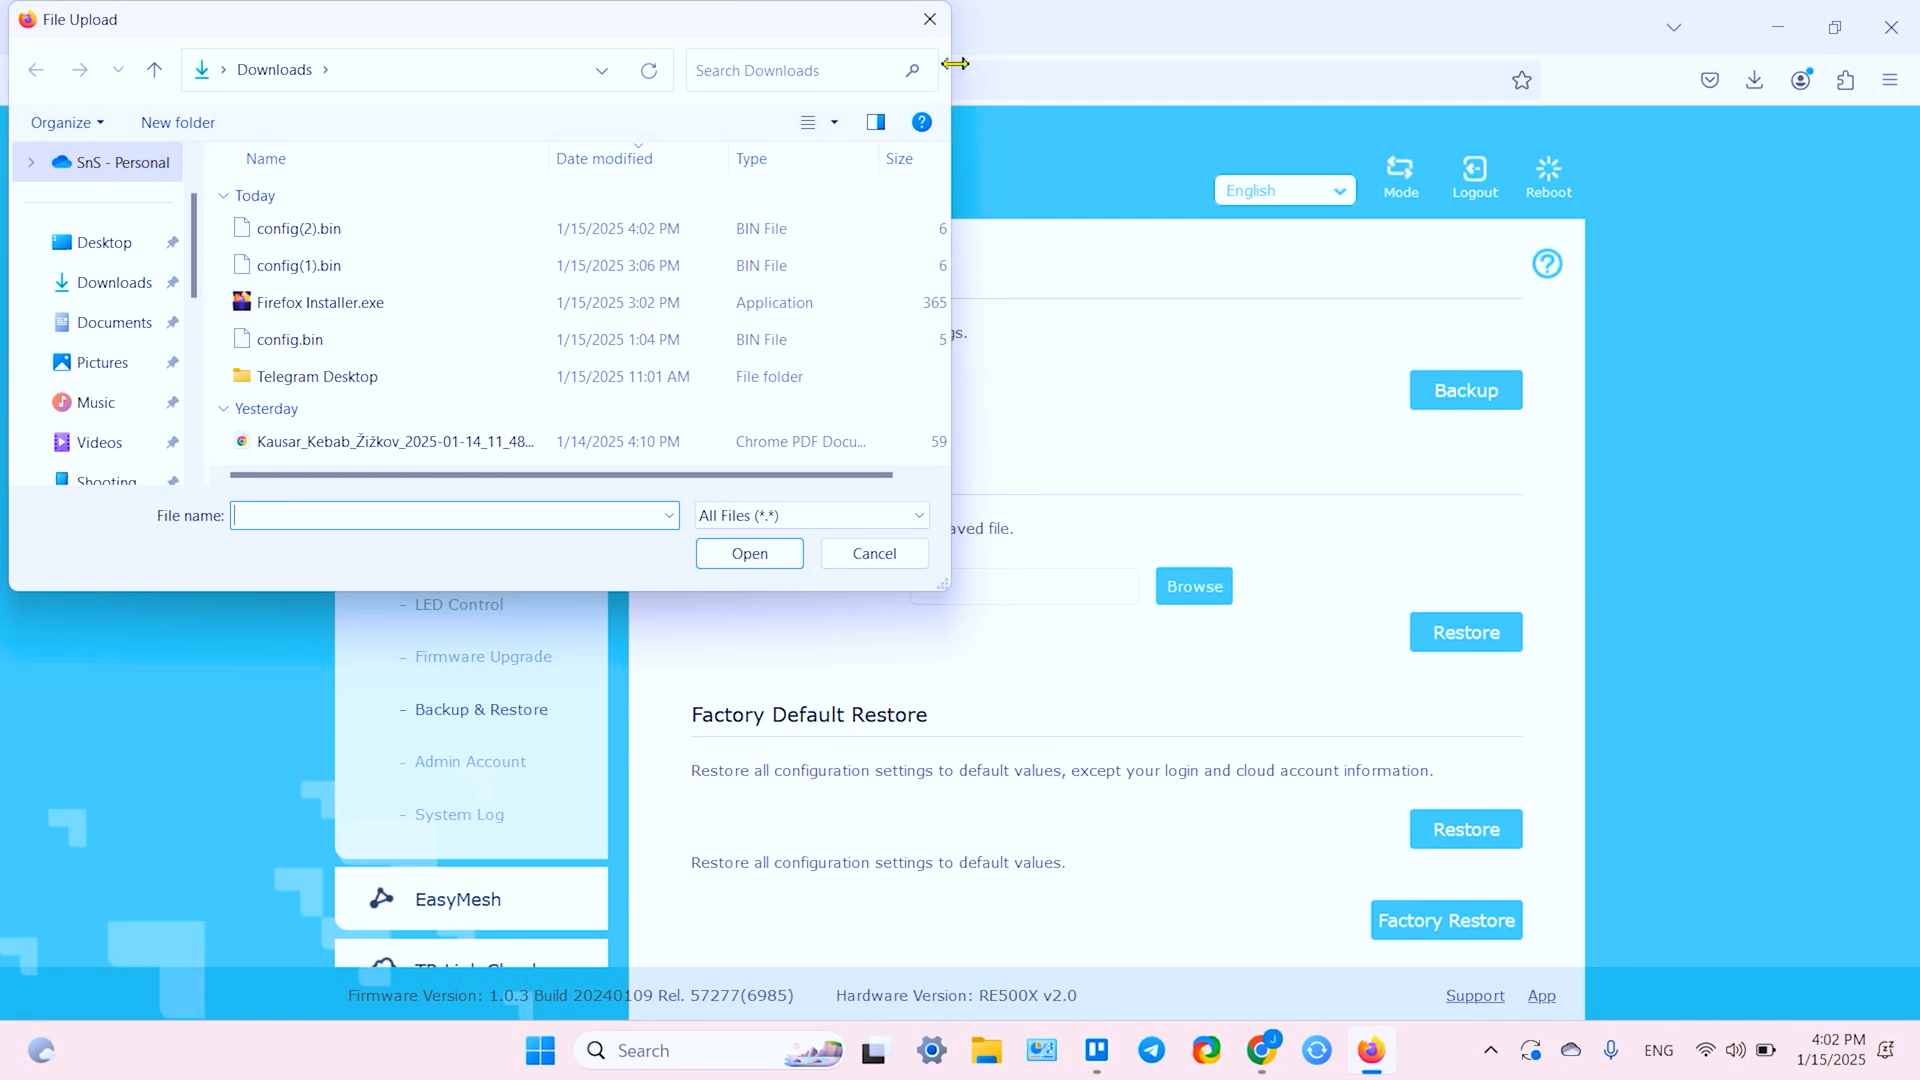 File Upload
Downloads
Search Downloads
Organize
New folder
SnS - Personal
Name
Date modified
Type
Size
Today
config(2).bin
1/15/2025 4:02 PM
BIN File
6
config(1).bin
1/15/2025 3:06 PM
BIN File
6
Firefox Installer.exe
1/15/2025 3:02 PM
Application
365
config.bin
1/15/2025 1:04 PM
BIN File
5
Telegram Desktop
1/15/2025 11:01 AM
File folder
Yesterday
Kausar_Kebab_Žižkov_2025-01-14_11_48...
1/14/2025 4:10 PM
Chrome PDF Docu...
59
Desktop
Downloads
Documents
Pictures
Music
Videos
Shooting
File name:
All Files (*.*)
Open
Cancel
English
Mode
Logout
Reboot
gs.
Backup
aved file.
Browse
Restore
- LED Control
- Firmware Upgrade
- Backup & Restore
- Admin Account
- System Log
EasyMesh
Factory Default Restore
Restore all configuration settings to default values, except your login and cloud account information.
Restore
Restore all configuration settings to default values.
Factory Restore
Firmware Version: 1.0.3 Build 20240109 Rel. 57277(6985)
Hardware Version: RE500X v2.0
Support
App
Search
J
ENG
4:02 PM
1/15/2025